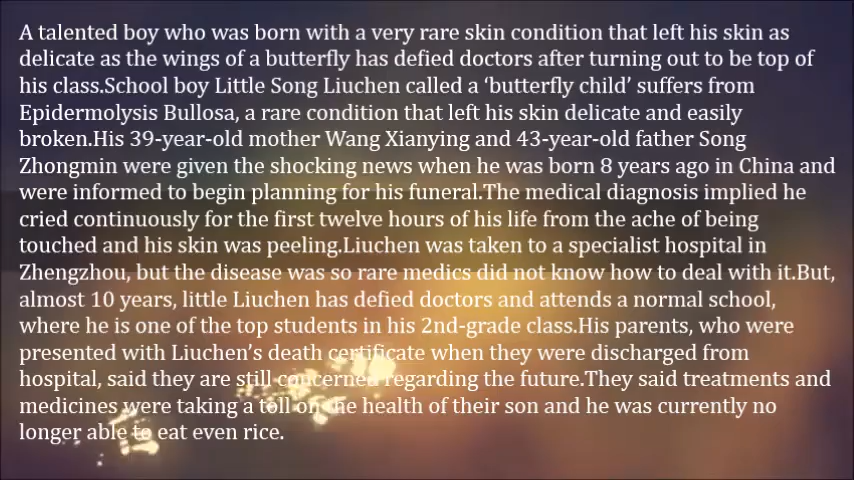 A talented boy who was born with a very rare skin condition that left his skin as
delicate as the wings of a butterfly has defied doctors after turning out to be top of
his class.School boy Little Song Liuchen called a ‘butterfly child’ suffers from
Epidermolysis Bullosa, a rare condition that left his skin delicate and easily
broken.His 39-year-old mother Wang Xianying and 43-year-old father Song
Zhongmin were given the shocking news when he was born 8 years ago in China and
were informed to begin planning for his funeral.The medical diagnosis implied he
cried continuously for the first twelve hours of his life from the ache of being
touched and his skin was peeling.Liuchen was taken to a specialist hospital in
Zhengzhou, but the disease was so rare medics did not know how to deal with it.But,
almost 10 years, little Liuchen has defied doctors and attends a normal school,
where he is one of the top students in his 2nd-grade class.His parents, who were
presented with Liuchen’s death certificate when they were discharged from
hospital, said they are still concerned regarding the future.They said treatments and
medicines were taking a toll on the health of their son and he was currently no
longer able to eat even rice.